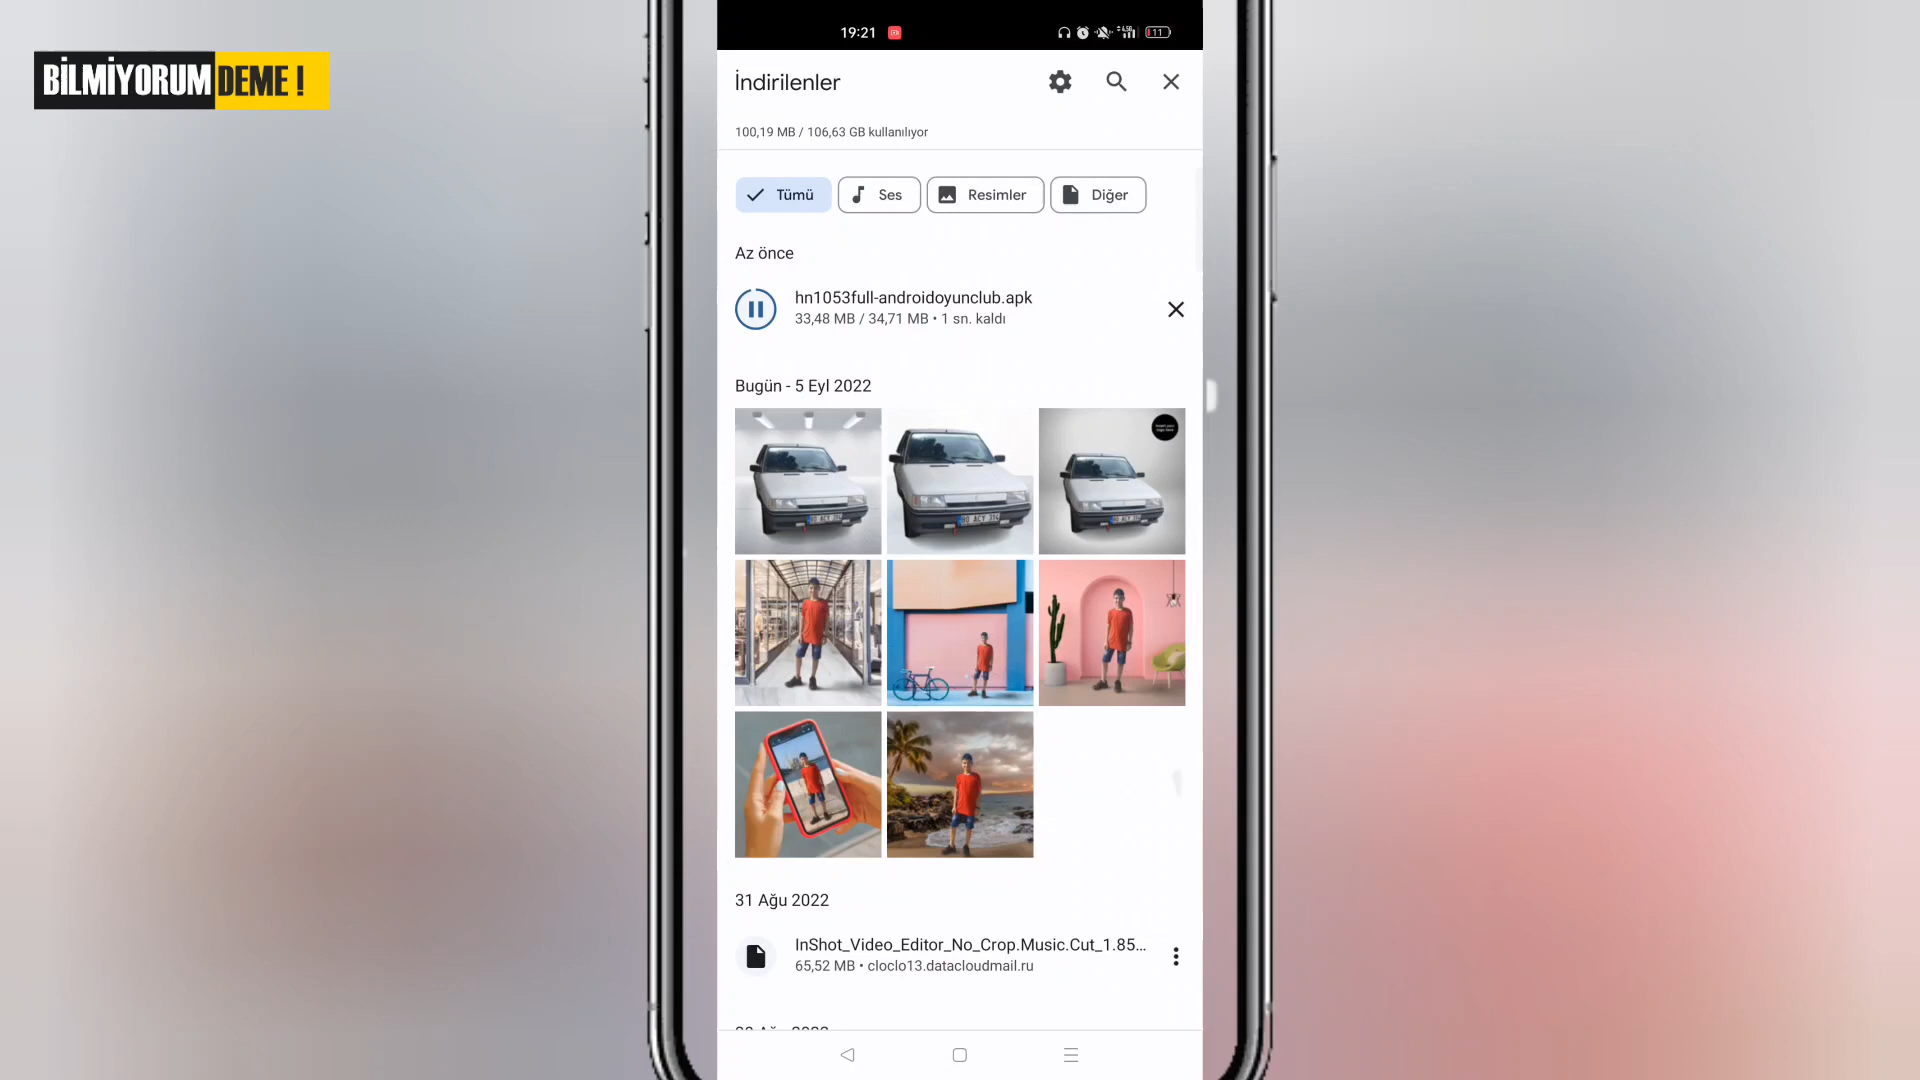 BİLMİYORUM DEME !
19:21
11
İndirilenler
100,19 MB / 106,63 GB kullanılıyor
Tümü
Ses
Resimler
Diğer
Az önce
hn1053full-androidoyunclub.apk
33,48 MB / 34,71 MB • 1 sn. kaldı
Bugün - 5 Eyl 2022
31 Ağu 2022
InShot_Video_Editor_No_Crop.Music.Cut_1.85...
65,52 MB • cloclo13.datacloudmail.ru